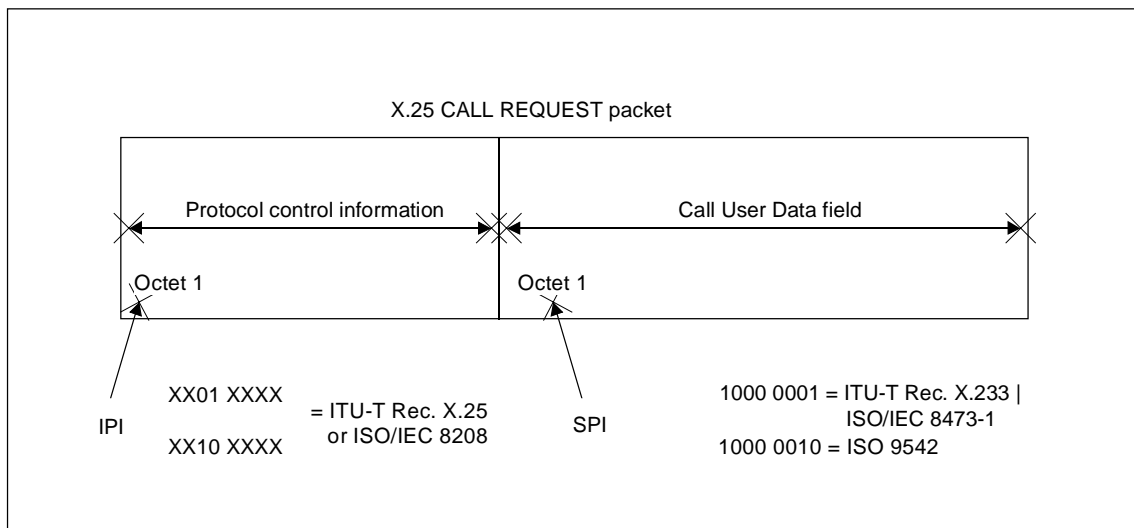 X.25 CALL REQUEST packet
Protocol control information
Call User Data field
Octet 1
Octet 1
IPI
XX01 XXXX
XX10 XXXX
= ITU-T Rec. X.25
or ISO/IEC 8208
SPI
1000 0001 = ITU-T Rec. X.233 |
ISO/IEC 8473-1
1000 0010 = ISO 9542